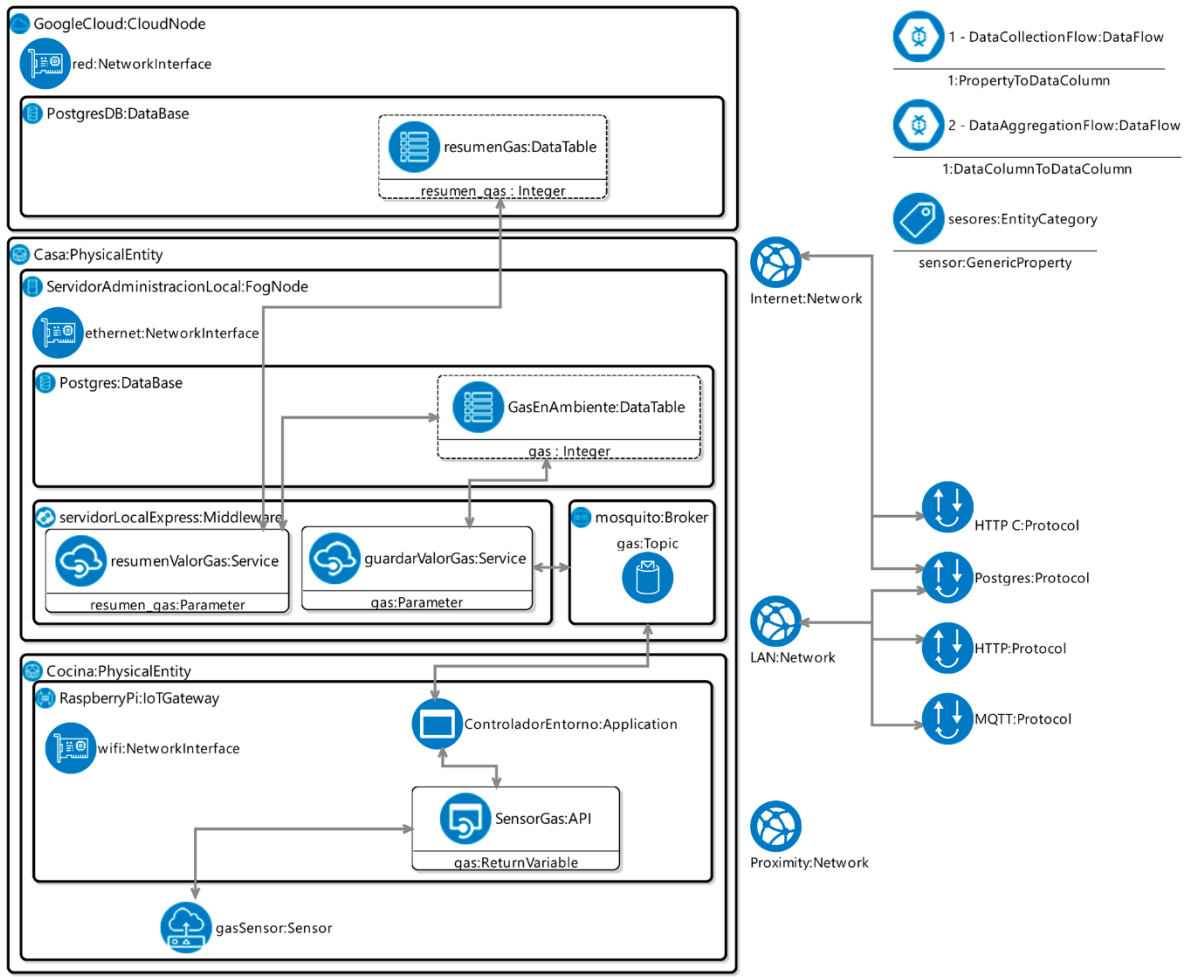 GoogleCloud:CloudNode
red:NetworkInterface
PostgresDB:DataBase
resumenGas:DataTable
resumen_gas : Integer
Casa:PhysicalEntity
ServidorAdministracionLocal:FogNode
ethernet:NetworkInterface
Postgres:DataBase
GasEnAmbiente:DataTable
gas : Integer
servidorLocalExpress:Middleware
resumenValorGas:Service
resumen_gas:Parameter
guardarValorGas:Service
gas:Parameter
mosquito:Broker
gas:Topic
Cocina:PhysicalEntity
RaspberryPi:IoTGateway
wifi:NetworkInterface
ControladorEntorno:Application
SensorGas:API
gas:ReturnVariable
gasSensor:Sensor
1 - DataCollectionFlow:DataFlow
1:PropertyToDataColumn
2 - DataAggregationFlow:DataFlow
1:DataColumnToDataColumn
sesores:EntityCategory
sensor:GenericProperty
Internet:Network
HTTP C:Protocol
Postgres:Protocol
LAN:Network
HTTP:Protocol
MQTT:Protocol
Proximity:Network